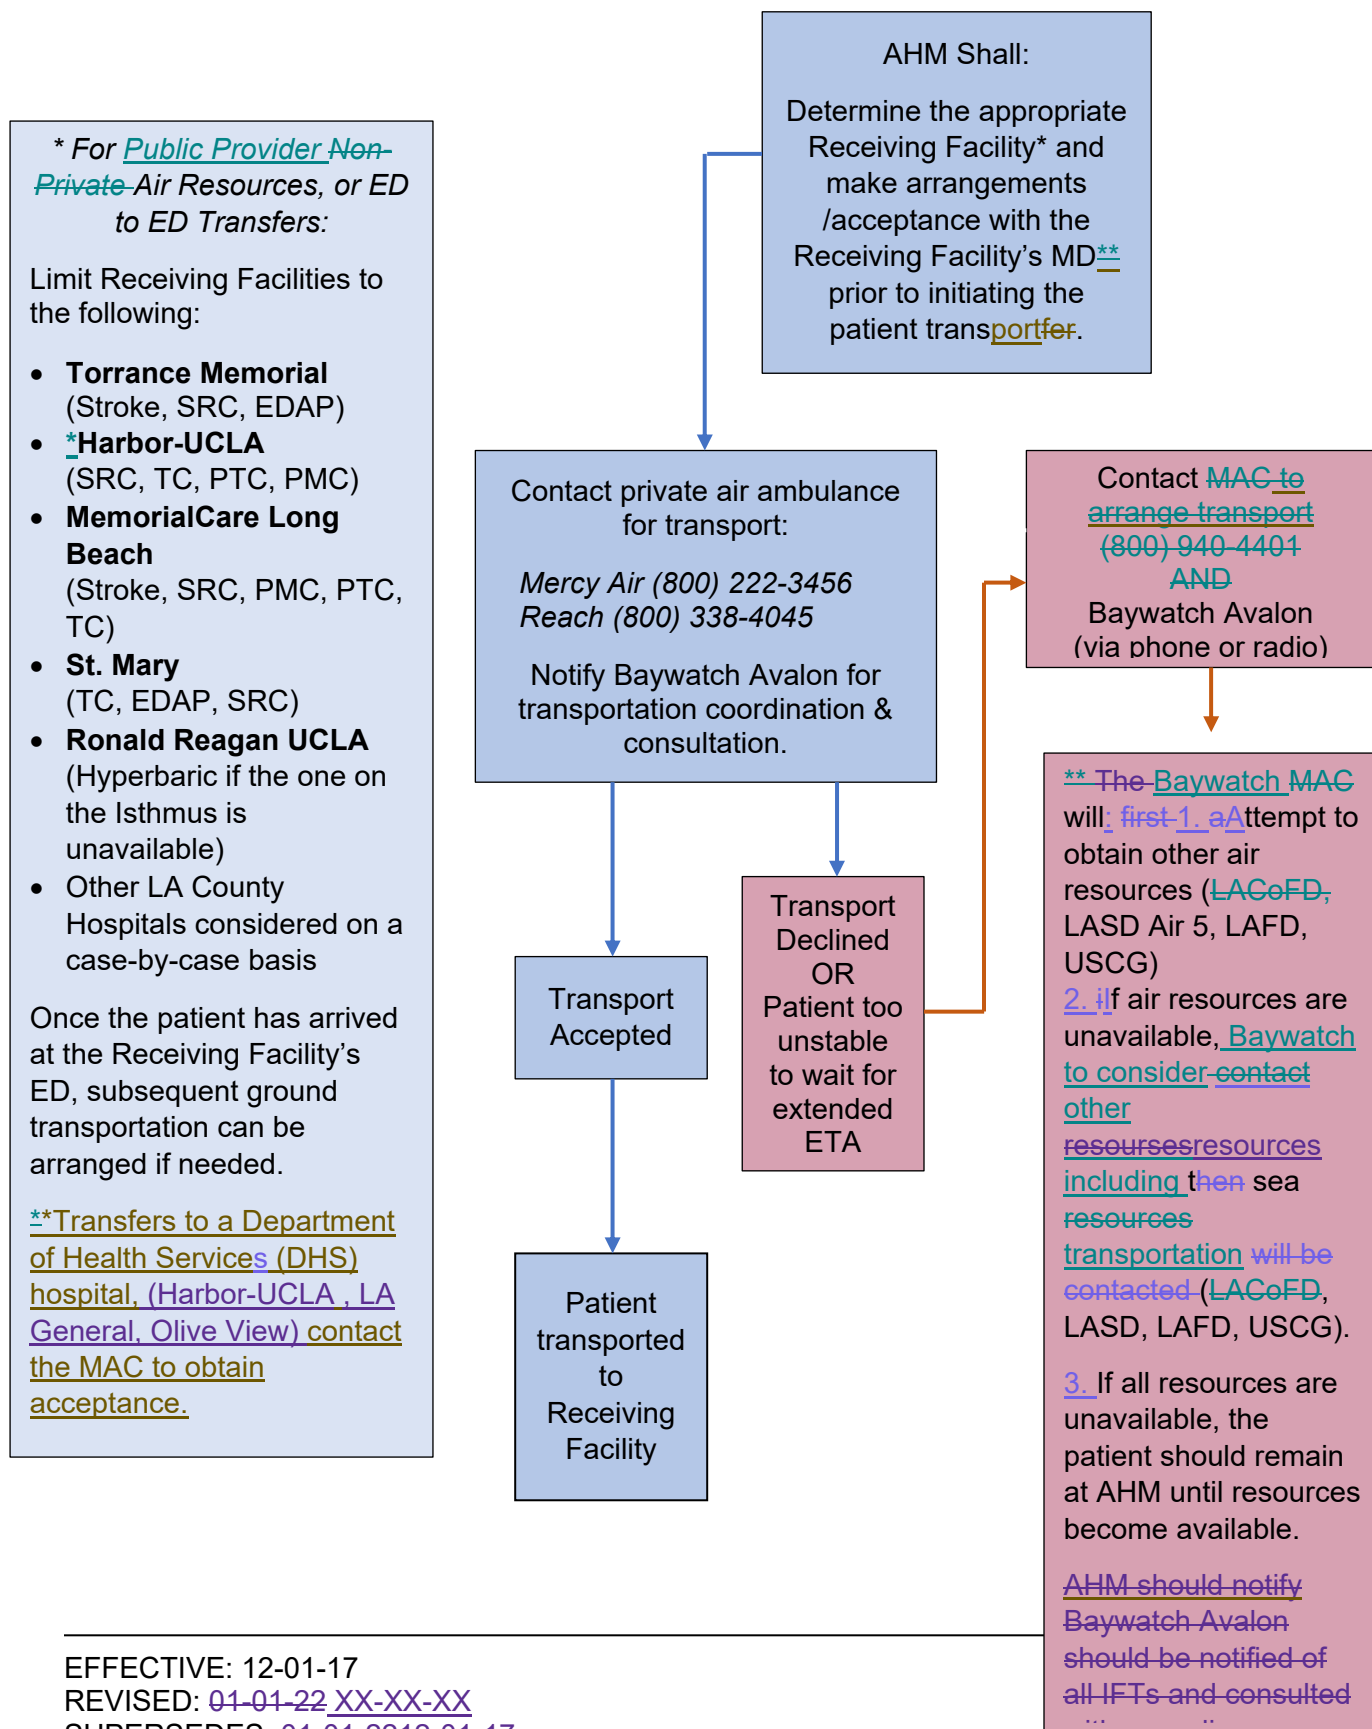 AHM Shall:
Determine the appropriate
Receiving Facility* and
make arrangements
/acceptance with the
Receiving Facility's MD**
prior to initiating the
patient transportfer.
* For Public Provider Non-
Private Air Resources, or ED
to ED Transfers:
Limit Receiving Facilities to
the following:
• Torrance Memorial
(Stroke, SRC, EDAP)
• *Harbor-UCLA
(SRC, TC, PTC, PMC)
• MemorialCare Long
Beach
(Stroke, SRC, PMC, PTC,
TC)
• St. Mary
(TC, EDAP, SRC)
• Ronald Reagan UCLA
(Hyperbaric if the one on
the Isthmus is
unavailable)
• Other LA County
Hospitals considered on a
case-by-case basis
Once the patient has arrived
at the Receiving Facility's
ED, subsequent ground
transportation can be
arranged if needed.
**Transfers to a Department
of Health Services (DHS)
hospital, (Harbor-UCLA , LA
General, Olive View) contact
the MAC to obtain
acceptance.
Contact private air ambulance
for transport:
Mercy Air (800) 222-3456
Reach (800) 338-4045
Notify Baywatch Avalon for
transportation coordination &
consultation.
Transport
Accepted
Patient
transported
to
Receiving
Facility
Transport
Declined
OR
Patient too
unstable
to wait for
extended
ETA
Contact MAC to
arrange transport
(800) 940-4401
AND
Baywatch Avalon
(via phone or radio)
** The Baywatch MAC
will: first 1. aAttempt to
obtain other air
resources (LACoFD,
LASD Air 5, LAFD,
USCG)
2. iIf air resources are
unavailable, Baywatch
to consider contact
other
resoursesresources
including then sea
resources
transportation will be
contacted (LACoFD,
LASD, LAFD, USCG).
3. If all resources are
unavailable, the
patient should remain
at AHM until resources
become available.
AHM should notify
Baywatch Avalon
should be notified of
all IFTs and consulted
EFFECTIVE: 12-01-17
REVISED: 01-01-22 XX-XX-XX
SUPERSEDES: 01-01-2212-01-17